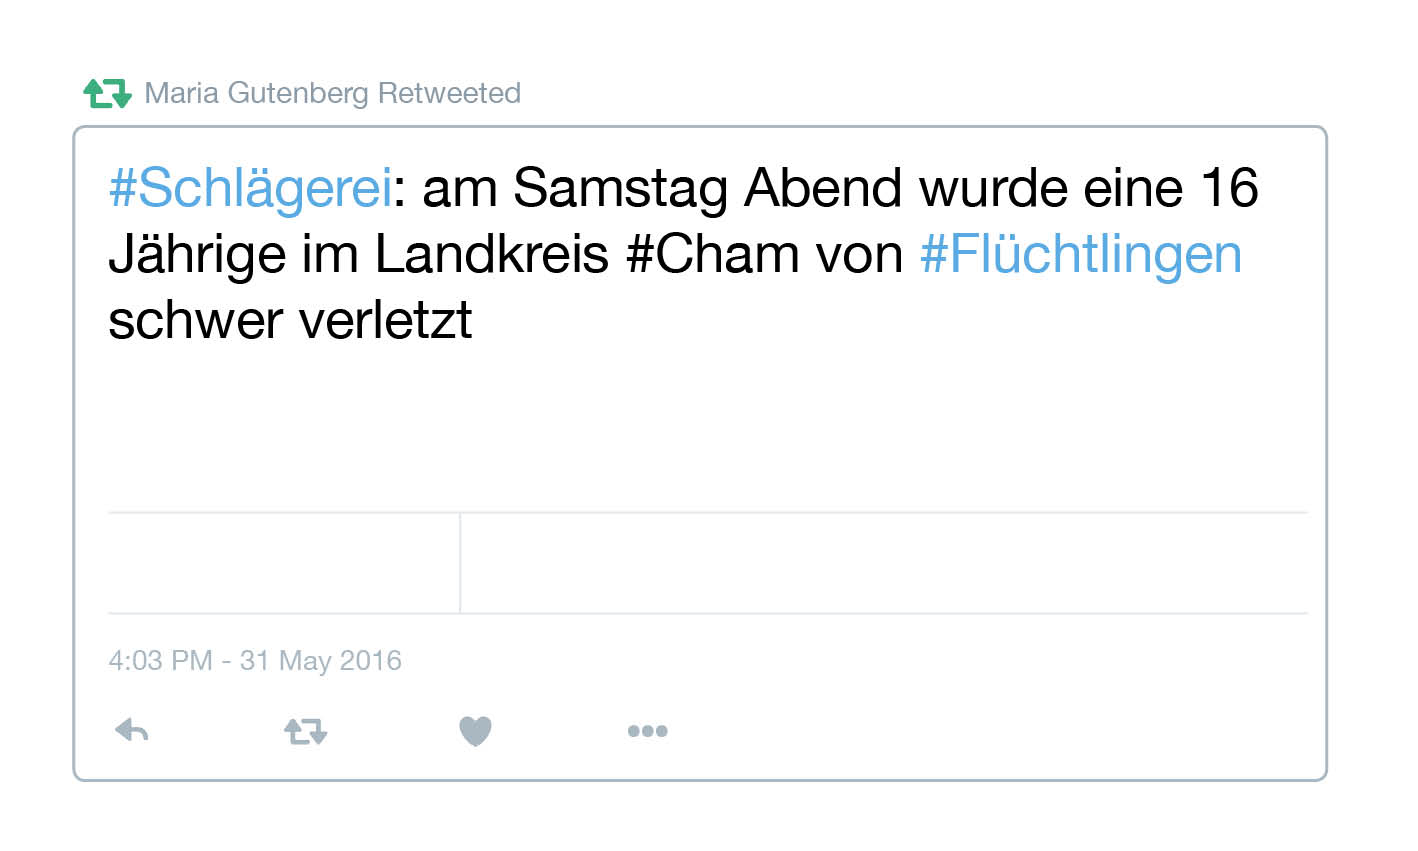 Maria Gutenberg Retweeted
#Schlägerei: am Samstag Abend wurde eine 16
Jährige im Landkreis #Cham von #Flüchtlingen
schwer verletzt
4:03 PM - 31 May 2016